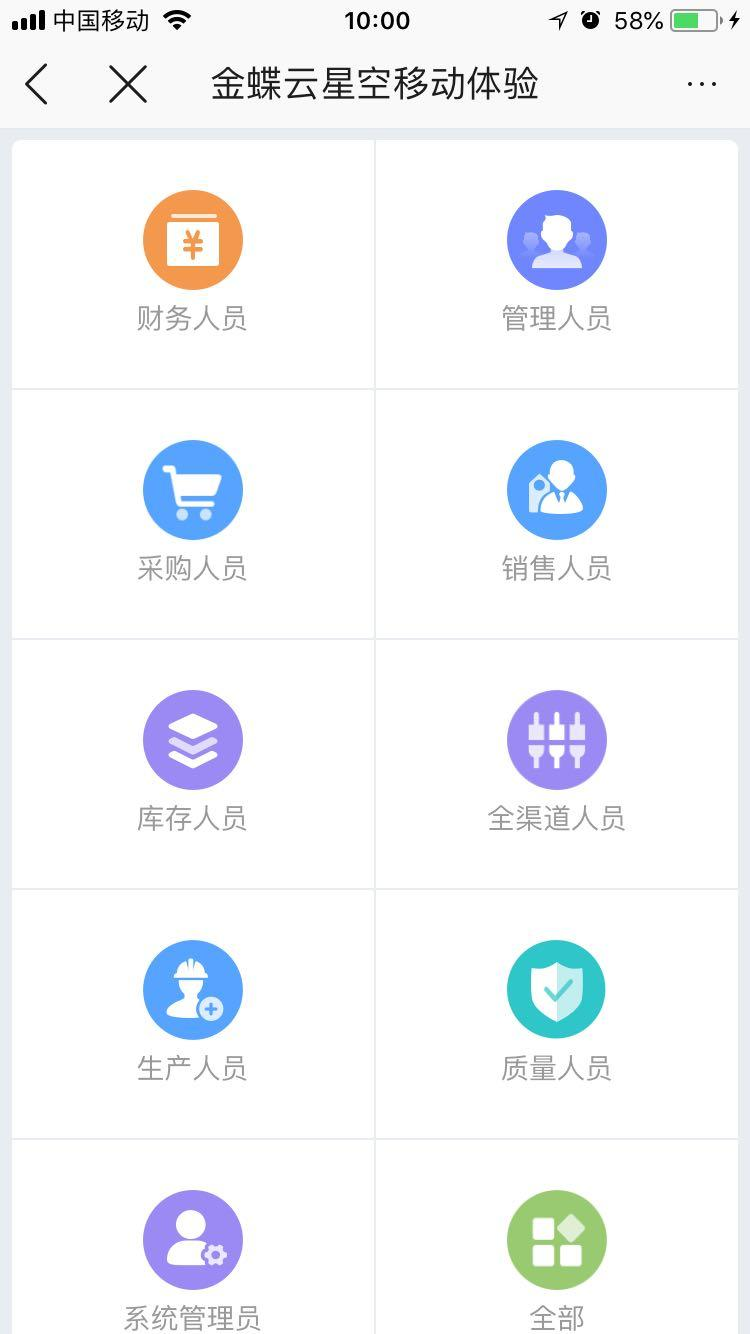 中国移动 10:00 58%
金蝶云星空移动体验 ...
财务人员 管理人员
采购人员 销售人员
库存人员 全渠道人员
生产人员 质量人员
系统管理员 全部